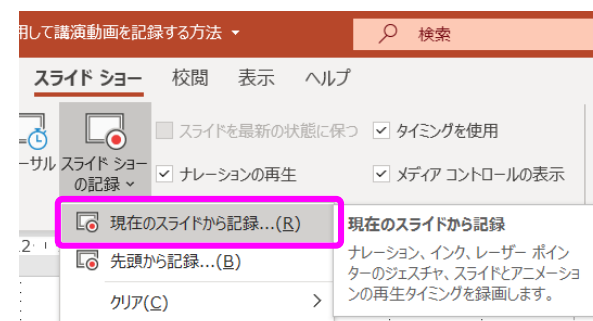 用して講演動画を記録する方法
検索
スライド ショー 校閲 表示 ヘルプ
スライドを最新の状態に保つ タイミングを使用
ーサル スライド ショー
の記録 ナレーションの再生 メディア コントロールの表示
現在のスライドから記録...(R)
先頭から記録...(B)
クリア(C)
現在のスライドから記録
ナレーション、インク、レーザー ポイン
ターのジェスチャ、スライドとアニメーショ
ンの再生タイミングを録画します。
2